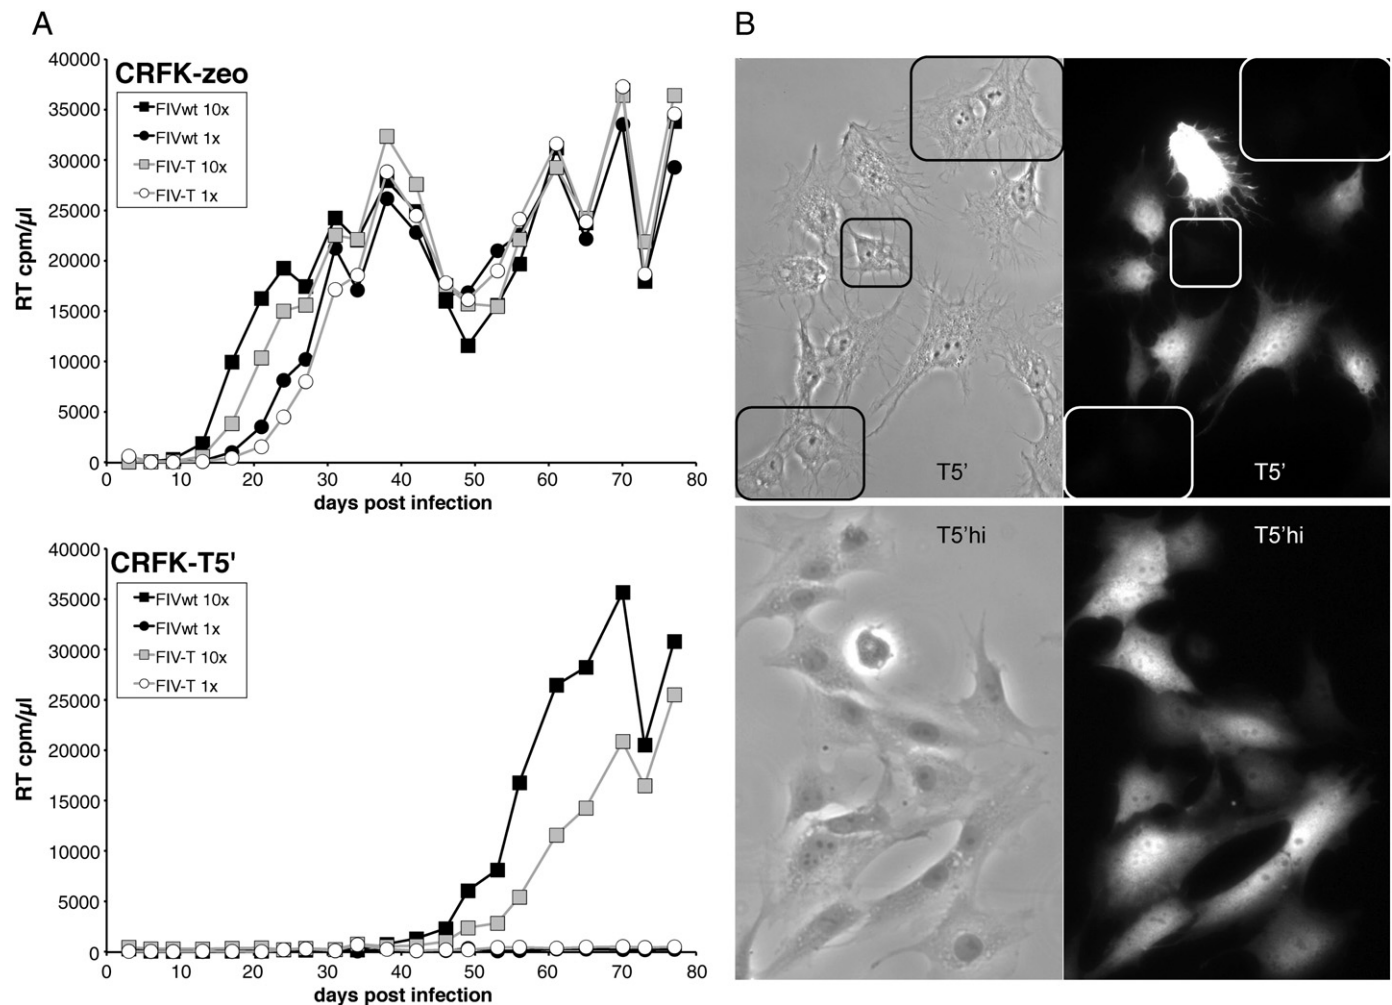 A
CRFK-zeo
FIVwt 10x
FIVwt 1x
FIV-T 10x
FIV-T 1x
RT cpm/µl
40000
35000
30000
25000
20000
15000
10000
5000
0
0 10 20 30 40 50 60 70 80
days post infection
CRFK-T5'
FIVwt 10x
FIVwt 1x
FIV-T 10x
FIV-T 1x
RT cpm/µl
40000
35000
30000
25000
20000
15000
10000
5000
0
0 10 20 30 40 50 60 70 80
days post infection
B
T5' T5'
T5'hi T5'hi